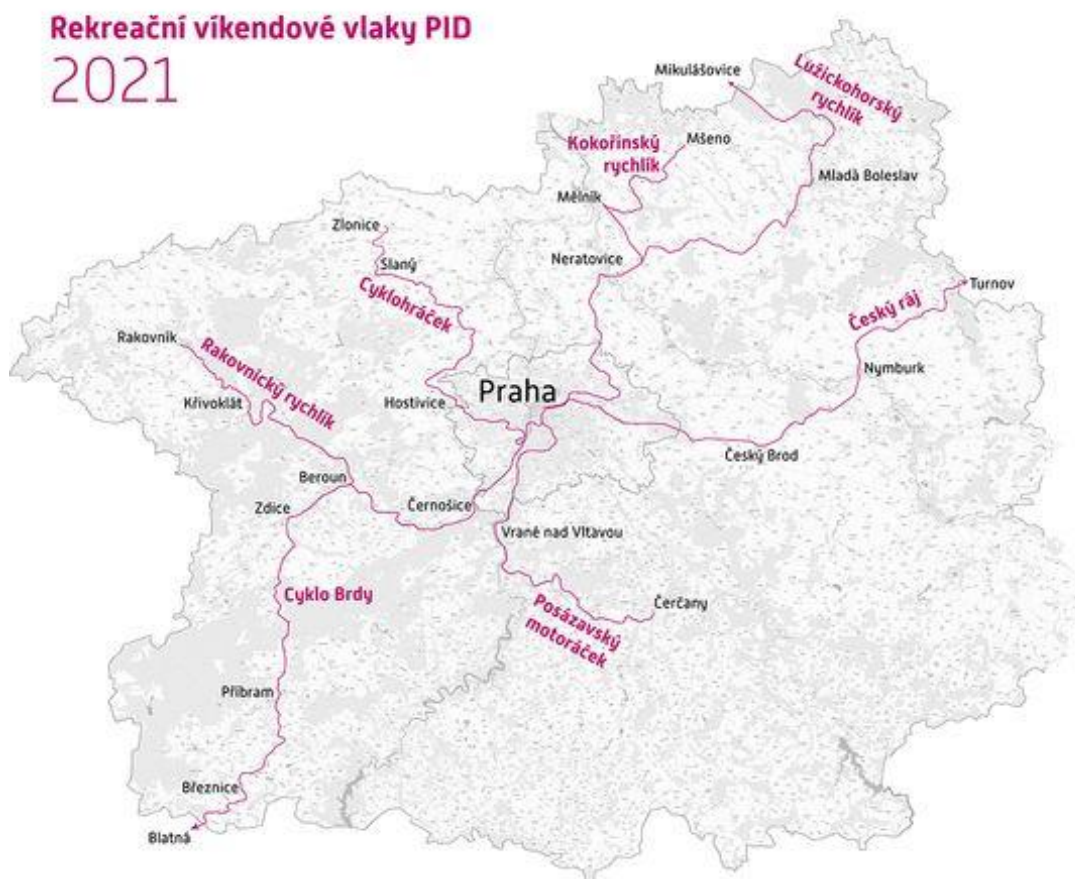 Rekreační víkendové vlaky PID
2021
Mikulášovice
Lužickohorský
rychlík
Kokořínský
rychlík
Mšeno
Mladá Boleslav
Mělník
Zlonice
Neratovice
Slaný
Cyklohráček
Turnov
Český ráj
Rakovník
Rakovnický rychlík
Nymburk
Praha
Křivoklát
Hostivice
Český Brod
Beroun
Zdice
Černošice
Vrané nad Vltavou
Cyklo Brdy
Čerčany
Posázavský
motoráček
Příbram
Březnice
Blatná